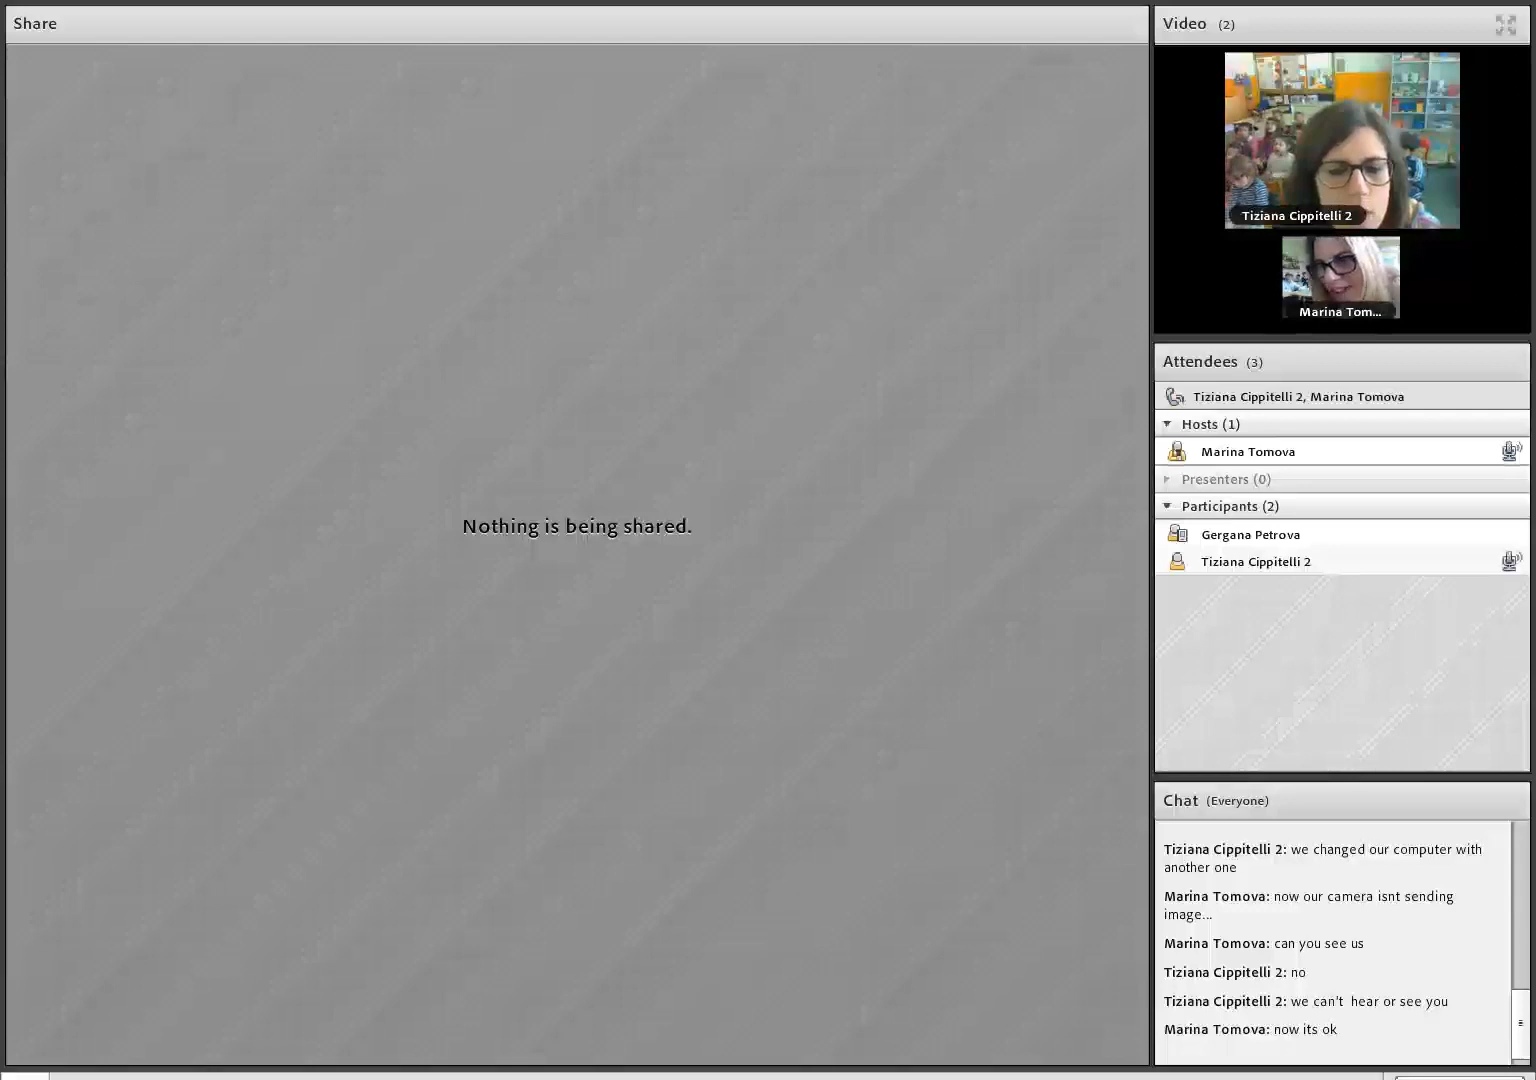 Share
Nothing is being shared.
Video (2)
Tiziana Cippitelli 2
Marina Tom...
Attendees (3)
Tiziana Cippitelli 2, Marina Tomova
Hosts (1)
Marina Tomova
Presenters (0)
Participants (2)
Gergana Petrova
Tiziana Cippitelli 2
Chat (Everyone)
Tiziana Cippitelli 2: we changed our computer with
another one
Marina Tomova: now our camera isnt sending
image...
Marina Tomova: can you see us
Tiziana Cippitelli 2: no
Tiziana Cippitelli 2: we can't hear or see you
Marina Tomova: now its ok